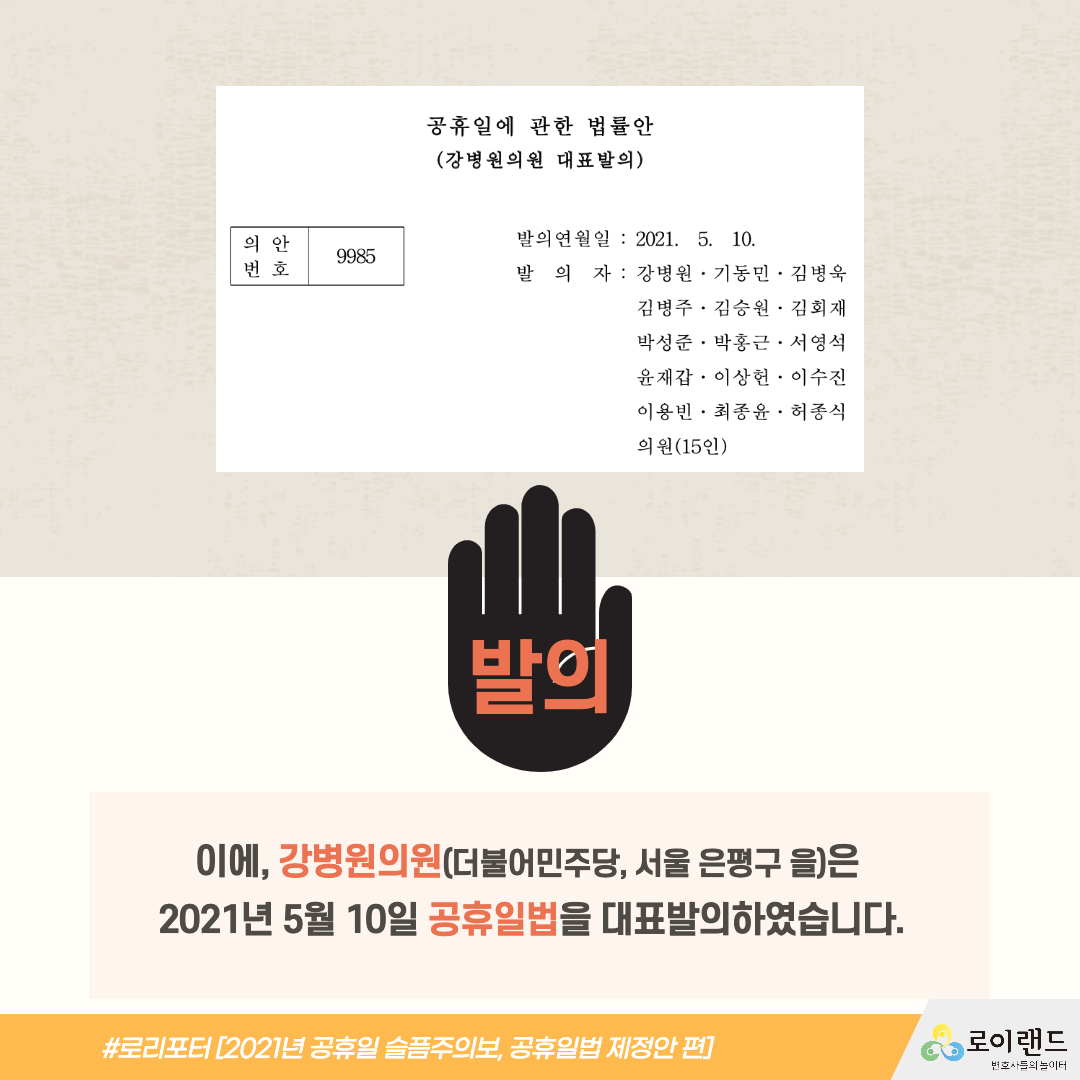 공휴일에 관한 법률안
(강병원의원 대표발의)
의 안
번 호
9985
발의연월일 : 2021. 5. 10.
발 의 자 : 강병원·기동민·김병욱
김병주·김승원·김회재
박성준·박홍근·서영석
윤재갑·이상헌·이수진
이용빈·최종윤·허종식
의원(15인)
발의
이에, 강병원의원(더불어민주당, 서울 은평구 을)은
2021년 5월 10일 공휴일법을 대표발의하였습니다.
#로리포터 [2021년 공휴일 슬픔주의보, 공휴일법 제정안 편]
로이랜드
변호사들의 놀이터